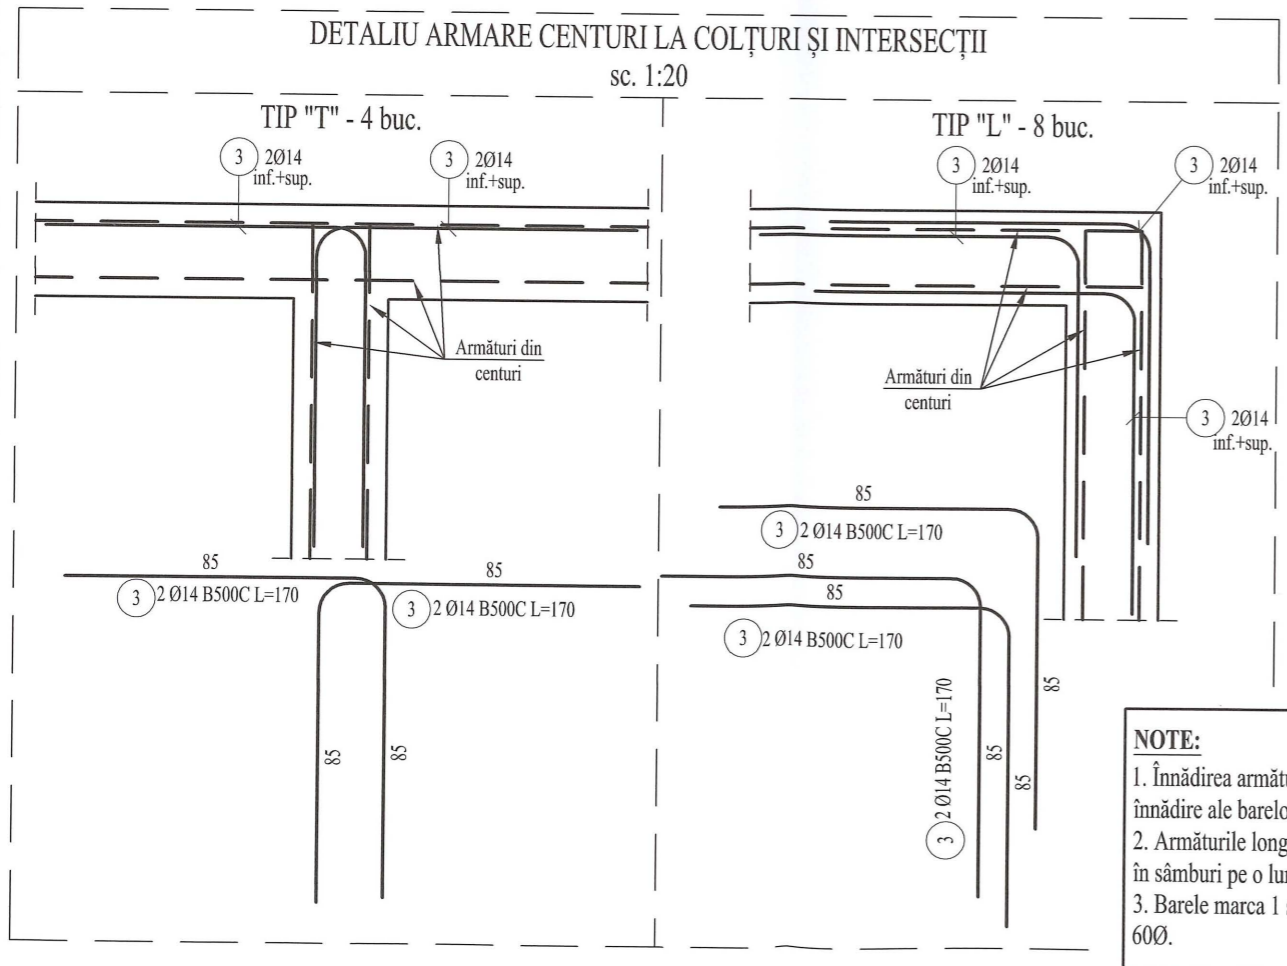 DETALIU ARMARE CENTURI LA COLȚURI ȘI INTERSECȚII
sc. 1:20
TIP "T" - 4 buc.
3 2Ø14
inf.+sup.
3 2Ø14
inf.+sup.
Armături din
centuri
85
3 2 Ø14 B500C L=170
85
3 2 Ø14 B500C L=170
85
85
TIP "L" - 8 buc.
3 2Ø14
inf.+sup.
3 2Ø14
inf.+sup.
Armături din
centuri
3 2Ø14
inf.+sup.
85
3 2 Ø14 B500C L=170
85
85
3 2 Ø14 B500C L=170
3 2 Ø14 B500C L=170
85
85
85
NOTE:
1. Înnădirea
înnădire ale
2. Armăturile
în sâmburi pe o
3. Barele marca 1
60Ø.